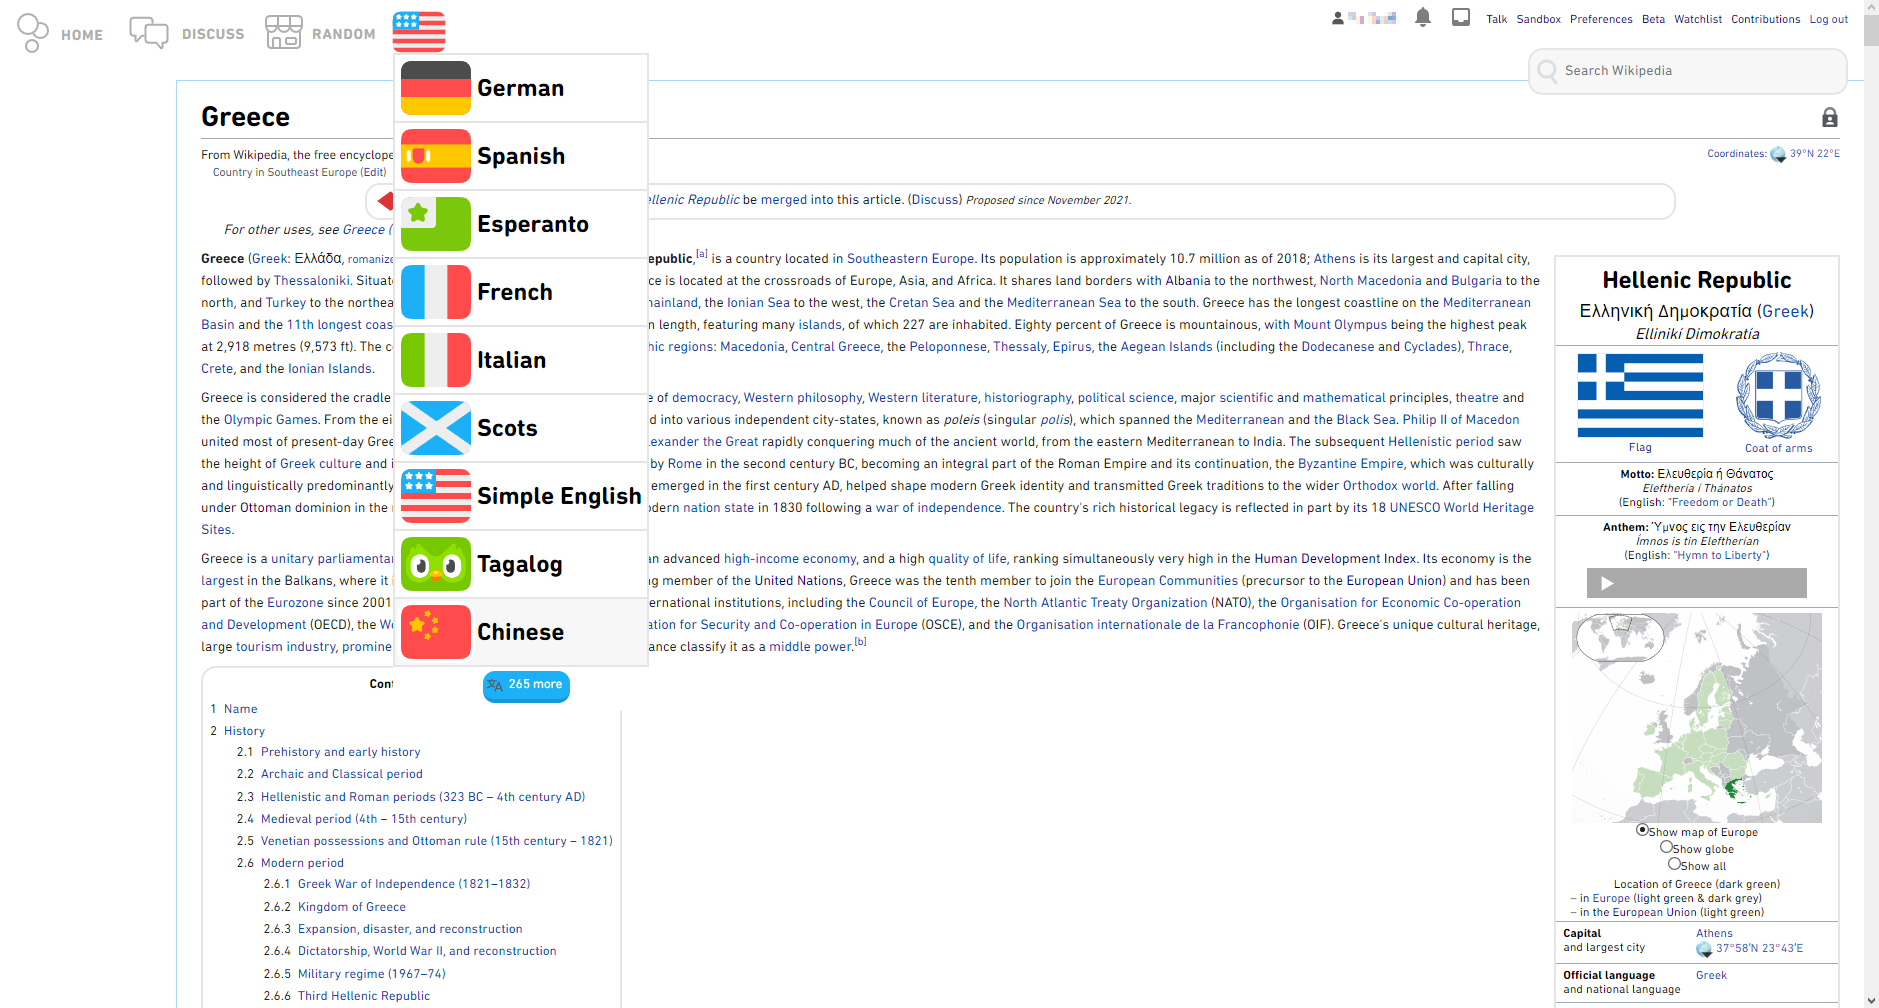 HOME
DISCUSS
RANDOM
Talk
Sandbox
Preferences
Beta
Watchlist
Contributions
Log out
Search Wikipedia
German
Spanish
Esperanto
French
Italian
Scots
Simple English
Tagalog
Chinese
265 more
Greece
From Wikipedia, the free encyclope
Country in Southeast Europe (Edit)
Coordinates: 39°N 22°E
ellenic Republic be merged into this article. (Discuss) Proposed since November 2021.
For other uses, see Greece (
Greece (Greek: Ελλάδα, romanize epublic,[a] is a country located in Southeastern Europe. Its population is approximately 10.7 million as of 2018; Athens is its largest and capital city,
followed by Thessaloniki. Situat ce is located at the crossroads of Europe, Asia, and Africa. It shares land borders with Albania to the northwest, North Macedonia and Bulgaria to the
north, and Turkey to the northea mainland, the Ionian Sea to the west, the Cretan Sea and the Mediterranean Sea to the south. Greece has the longest coastline on the Mediterranean
Basin and the 11th longest coas n length, featuring many islands, of which 227 are inhabited. Eighty percent of Greece is mountainous, with Mount Olympus being the highest peak
at 2,918 metres (9,573 ft). The c hic regions: Macedonia, Central Greece, the Peloponnese, Thessaly, Epirus, the Aegean Islands (including the Dodecanese and Cyclades), Thrace,
Crete, and the Ionian Islands.
Greece is considered the cradle e of democracy, Western philosophy, Western literature, historiography, political science, major scientific and mathematical principles, theatre and
the Olympic Games. From the ei d into various independent city-states, known as poleis (singular polis), which spanned the Mediterranean and the Black Sea. Philip II of Macedon
united most of present-day Gree lexander the Great rapidly conquering much of the ancient world, from the eastern Mediterranean to India. The subsequent Hellenistic period saw
the height of Greek culture and i by Rome in the second century BC, becoming an integral part of the Roman Empire and its continuation, the Byzantine Empire, which was culturally
and linguistically predominantly emerged in the first century AD, helped shape modern Greek identity and transmitted Greek traditions to the wider Orthodox world. After falling
under Ottoman dominion in the odern nation state in 1830 following a war of independence. The country's rich historical legacy is reflected in part by its 18 UNESCO World Heritage
Sites.
Greece is a unitary parliamenta an advanced high-income economy, and a high quality of life, ranking simultaneously very high in the Human Development Index. Its economy is the
largest in the Balkans, where it ng member of the United Nations, Greece was the tenth member to join the European Communities (precursor to the European Union) and has been
part of the Eurozone since 2001 ernational institutions, including the Council of Europe, the North Atlantic Treaty Organization (NATO), the Organisation for Economic Co-operation
and Development (OECD), the Wo ation for Security and Co-operation in Europe (OSCE), and the Organisation internationale de la Francophonie (OIF). Greece's unique cultural heritage,
large tourism industry, promine ance classify it as a middle power.[b]
Cont
1 Name
2 History
2.1 Prehistory and early history
2.2 Archaic and Classical period
2.3 Hellenistic and Roman periods (323 BC – 4th century AD)
2.4 Medieval period (4th – 15th century)
2.5 Venetian possessions and Ottoman rule (15th century – 1821)
2.6 Modern period
2.6.1 Greek War of Independence (1821–1832)
2.6.2 Kingdom of Greece
2.6.3 Expansion, disaster, and reconstruction
2.6.4 Dictatorship, World War II, and reconstruction
2.6.5 Military regime (1967–74)
2.6.6 Third Hellenic Republic
Hellenic Republic
Ελληνική Δημοκρατία (Greek)
Ellinikí Dimokratía
Flag
Coat of arms
Motto: Ελευθερία ή Θάνατος
Eleftheria í Thánatos
(English: "Freedom or Death")
Anthem: Ύμνος εις την Ελευθερίαν
Ímnos is tin Eleftherían
(English: "Hymn to Liberty")
Show map of Europe
Show globe
Show all
Location of Greece (dark green)
– in Europe (light green & dark grey)
– in the European Union (light green)
Capital
and largest city
Athens
37°58′N 23°43′E
Official language
and national language
Greek